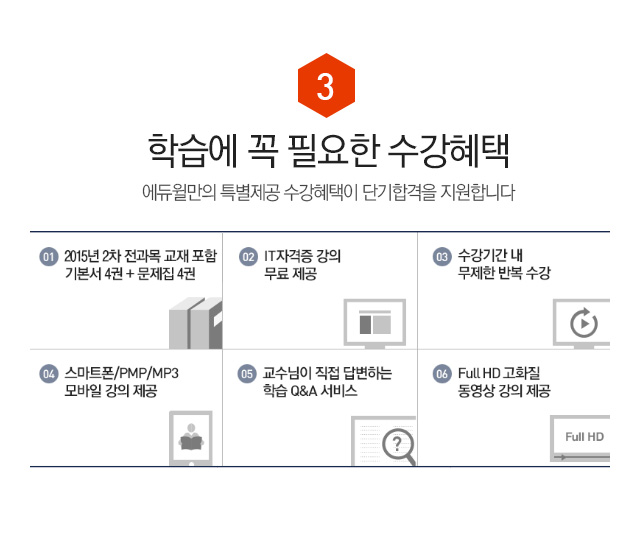 3
학습에 꼭 필요한 수강혜택
에듀윌만의 특별제공 수강혜택이 단기합격을 지원합니다
01 2015년 2차 전과목 교재 포함
기본서 4권 + 문제집 4권
02 IT자격증 강의
무료 제공
03 수강기간 내
무제한 반복 수강
04 스마트폰/PMP/MP3
모바일 강의 제공
05 교수님이 직접 답변하는
학습 Q&A 서비스
?
06 Full HD 고화질
동영상 강의 제공
Full HD